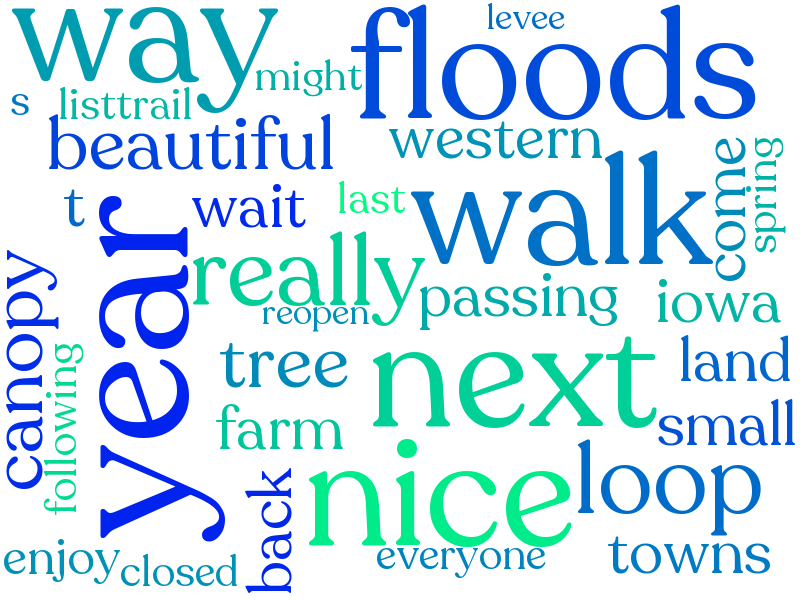 way
floods
levee
might
s
listtrail
beautiful
western
come
spring
t
wait
last
walk
year
really
canopy
reopen
passing
iowa
following
tree
next
land
farm
small
nice
loop
back
enjoy
closed
everyone
towns